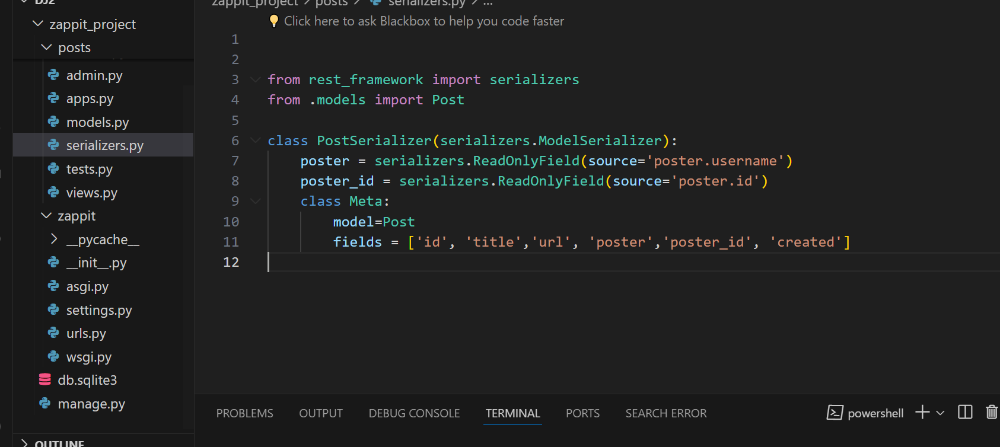 DJ2
zappit_project
posts
admin.py
apps.py
models.py
serializers.py
tests.py
views.py
zappit
__pycache__
__init__.py
asgi.py
settings.py
urls.py
wsgi.py
db.sqlite3
manage.py
OUTLINE
zappit_project > posts > serializers.py > ...
Click here to ask Blackbox to help you code faster
1
2
3 from rest_framework import serializers
4 from .models import Post
5
6 class PostSerializer(serializers.ModelSerializer):
7 poster = serializers.ReadOnlyField(source='poster.username')
8 poster_id = serializers.ReadOnlyField(source='poster.id')
9 class Meta:
10 model=Post
11 fields = ['id', 'title','url', 'poster','poster_id', 'created']
12
PROBLEMS OUTPUT DEBUG CONSOLE TERMINAL PORTS SEARCH ERROR powershell